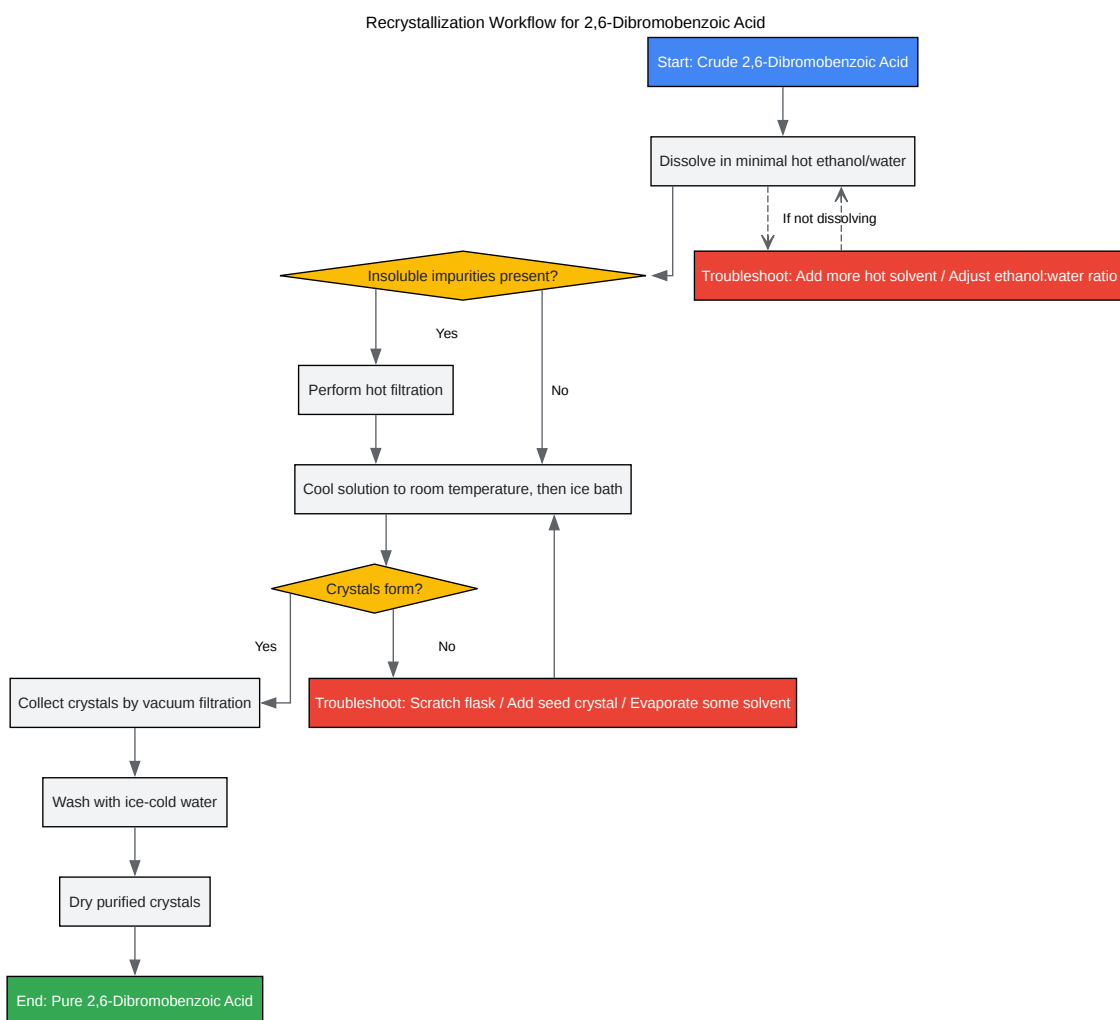 Recrystallization Workflow for 2,6-Dibromobenzoic Acid
Start: Crude 2,6-Dibromobenzoic Acid
Dissolve in minimal hot ethanol/water
If not dissolving
Insoluble impurities present?
Troubleshoot: Add more hot solvent / Adjust ethanol:water ratio
Yes
Perform hot filtration
No
Cool solution to room temperature, then ice bath
Crystals form?
Yes
No
Collect crystals by vacuum filtration
Troubleshoot: Scratch flask / Add seed crystal / Evaporate some solvent
Wash with ice-cold water
Dry purified crystals
End: Pure 2,6-Dibromobenzoic Acid